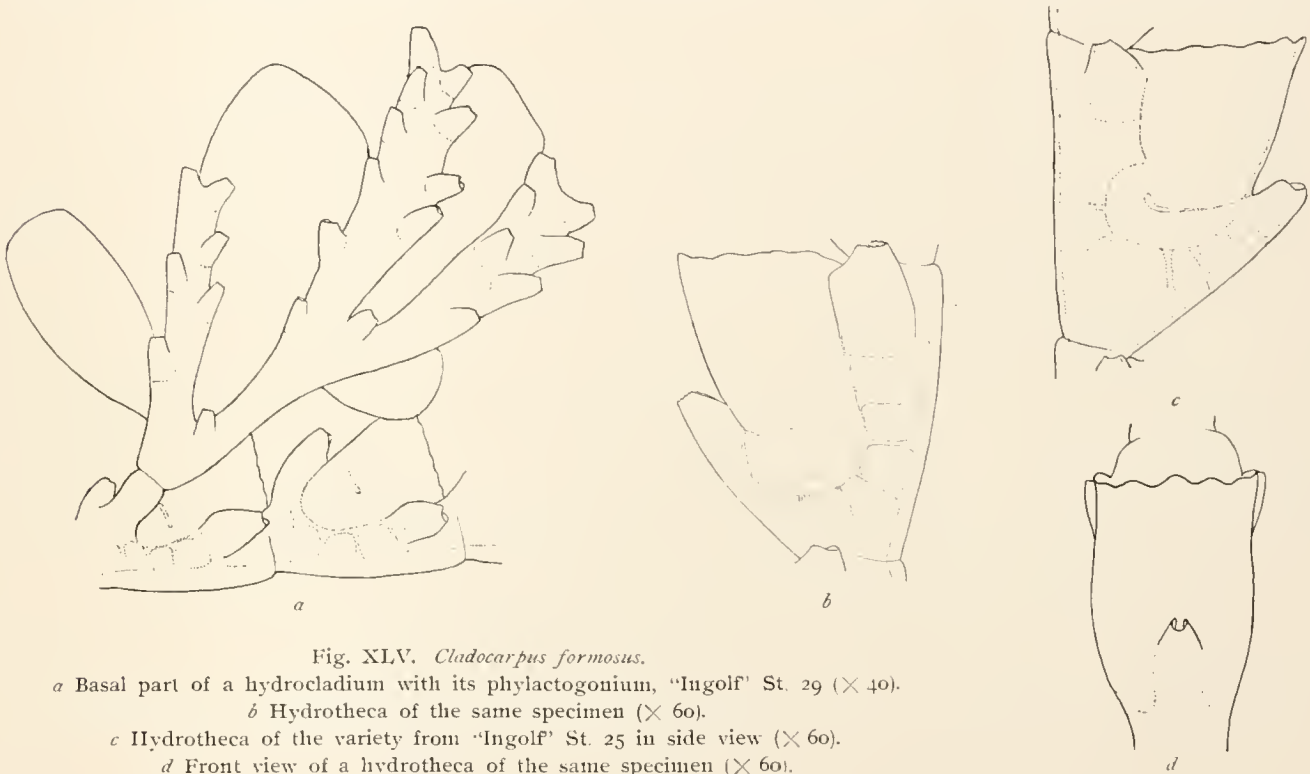 a
b
c
d
Fig. XLV. Cladocarpus formosus.
a Basal part of a hydrocladium with its phylactogonium, "Ingolf" St. 29 (× 40).
b Hydrotheca of the same specimen (× 60).
c Hydrotheca of the variety from "Ingolf" St. 25 in side view (× 60).
d Front view of a hydrotheca of the same specimen (× 60).